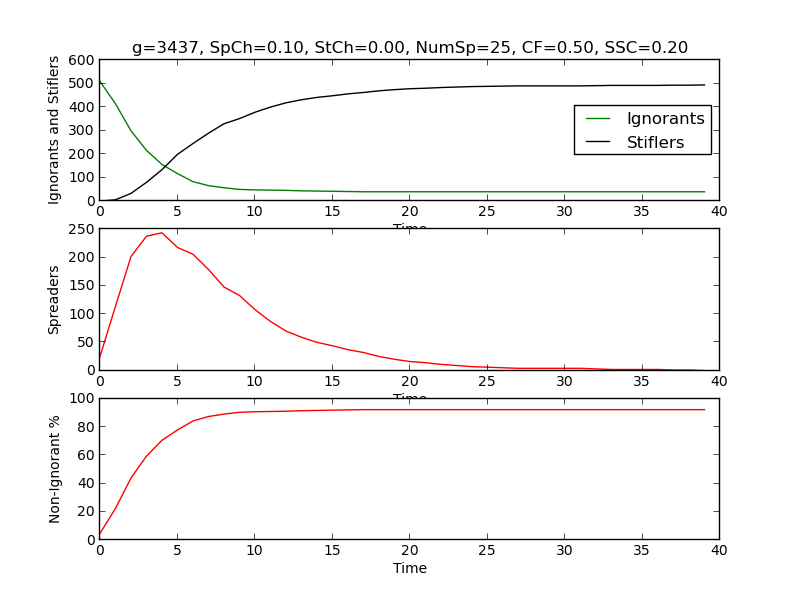 g=3437, SpCh=0.10, StCh=0.00, NumSp=25, CF=0.50, SSC=0.20
Ignorants and Stiflers
600
500
400
300
200
100
0
Ignorants
Stiflers
0 5 10 15 20 25 30 35 40
Time
Spreaders
250
200
150
100
50
0
0 5 10 15 20 25 30 35 40
Time
Non-Ignorant %
100
80
60
40
20
0
0 5 10 15 20 25 30 35 40
Time